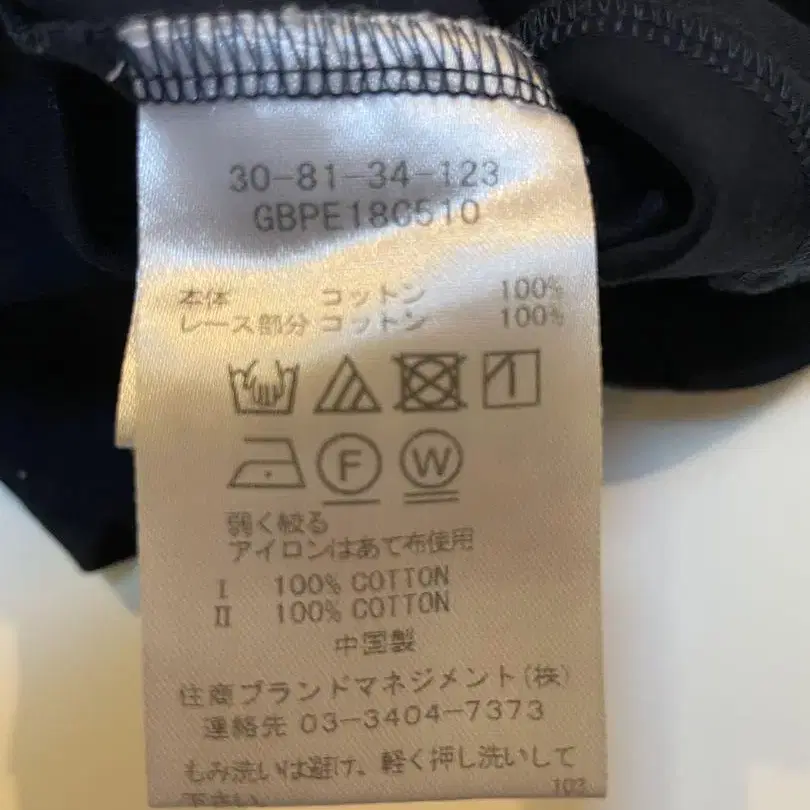 30-81-34-123
GBPE18C510
本体 コットン 100%
レース部分 コットン 100%
F W
弱く絞る
アイロンはあて布使用
I 100% COTTON
II 100% COTTON
中国製
住商ブランドマネジメント(株)
連絡先 03-3404-7373
もみ洗いは避け、軽く押し洗いして
下さい。
103